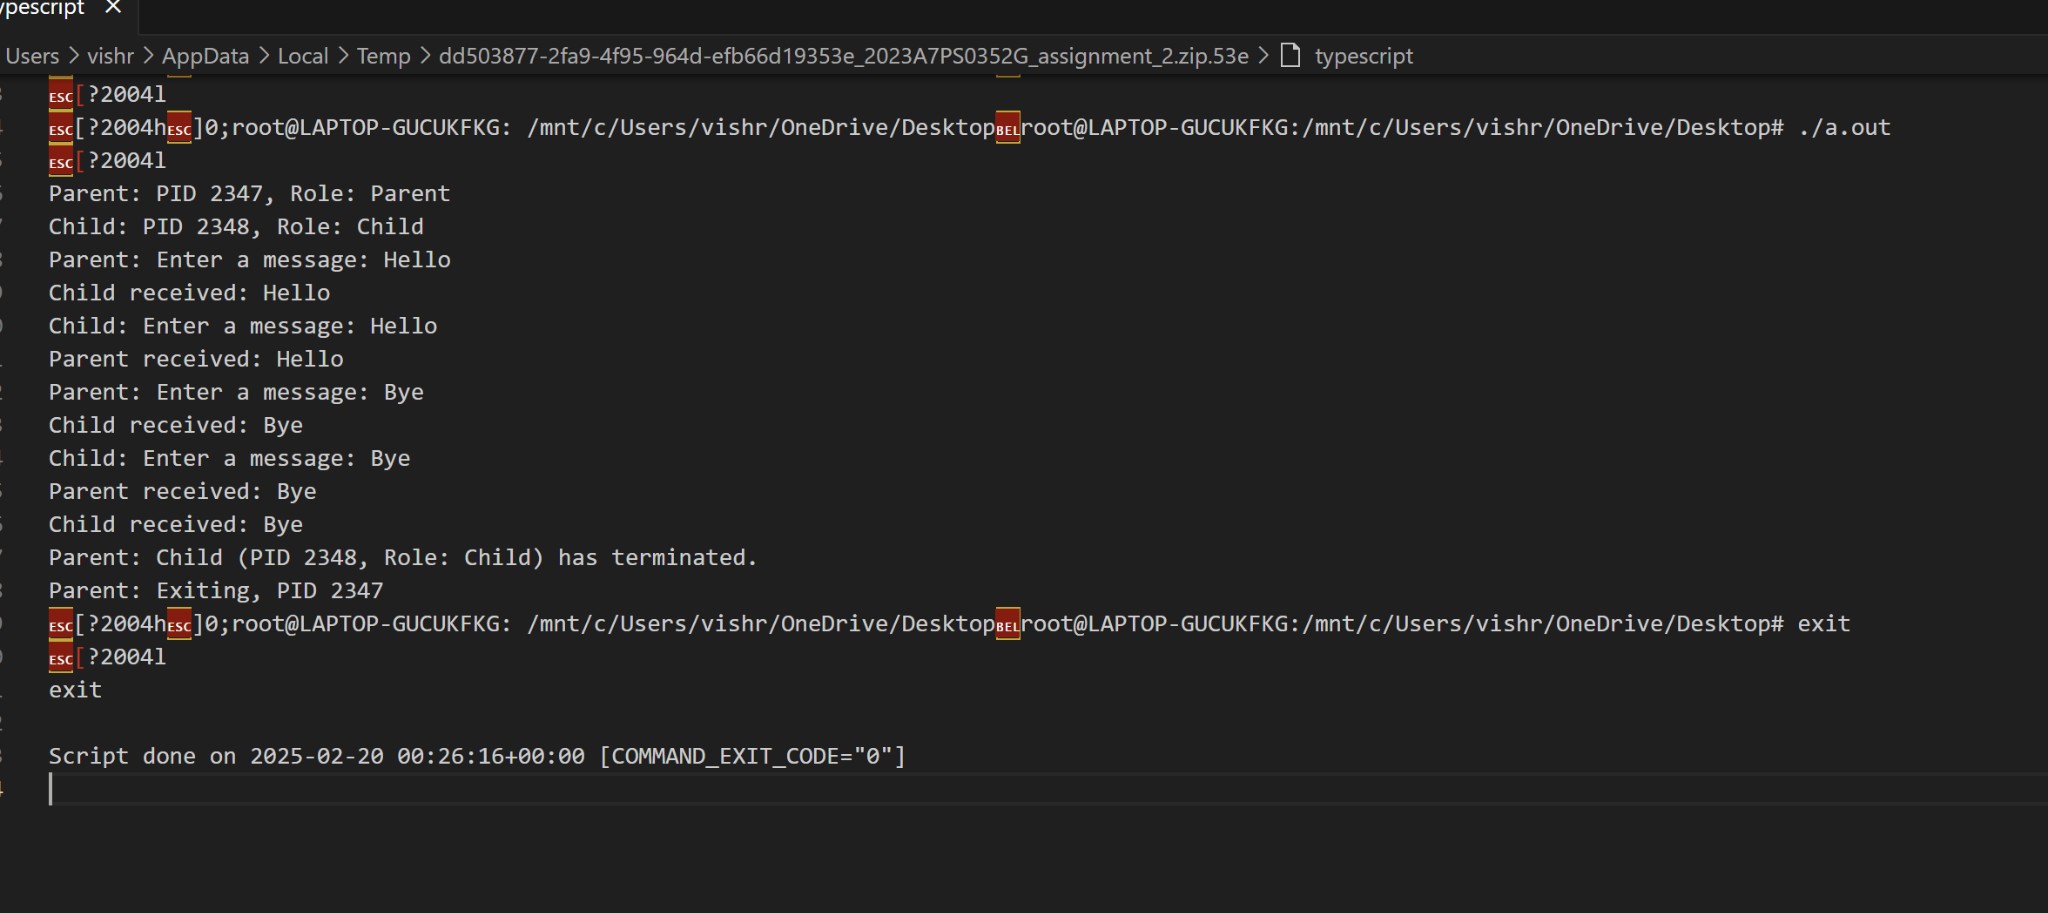 ypescript ×
Users > vishr > AppData > Local > Temp > dd503877-2fa9-4f95-964d-efb66d19353e_2023A7PS0352G_assignment_2.zip.53e > typescript
ESC[?2004l
ESC[?2004hESC]0;root@LAPTOP-GUCUKFKG: /mnt/c/Users/vishr/OneDrive/DesktopBELroot@LAPTOP-GUCUKFKG:/mnt/c/Users/vishr/OneDrive/Desktop# ./a.out
ESC[?2004l
Parent: PID 2347, Role: Parent
Child: PID 2348, Role: Child
Parent: Enter a message: Hello
Child received: Hello
Child: Enter a message: Hello
Parent received: Hello
Parent: Enter a message: Bye
Child received: Bye
Child: Enter a message: Bye
Parent received: Bye
Child received: Bye
Parent: Child (PID 2348, Role: Child) has terminated.
Parent: Exiting, PID 2347
ESC[?2004hESC]0;root@LAPTOP-GUCUKFKG: /mnt/c/Users/vishr/OneDrive/DesktopBELroot@LAPTOP-GUCUKFKG:/mnt/c/Users/vishr/OneDrive/Desktop# exit
ESC[?2004l
exit
Script done on 2025-02-20 00:26:16+00:00 [COMMAND_EXIT_CODE="0"]